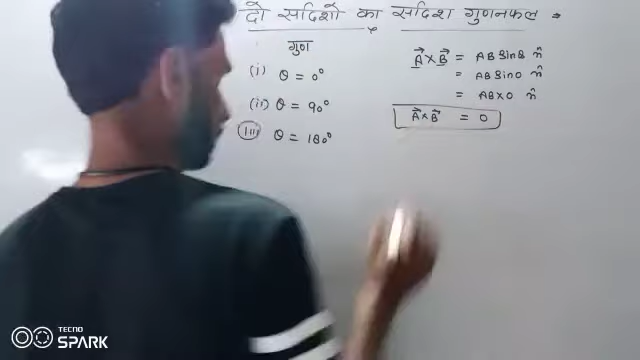 दो सदिशो का सदिश गुणनफल
गुण
(i) θ = 0°
(ii) θ = 90°
(iii) θ = 180°
A⃗ × B⃗ = AB Sinθ n̂
= AB Sin0 n̂
= AB × 0 n̂
A⃗ × B⃗ = 0
TECNO
SPARK